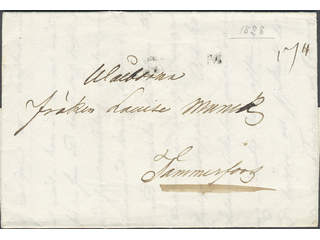 1828
Wälborna
fröken Louise Munck
Tammerfors